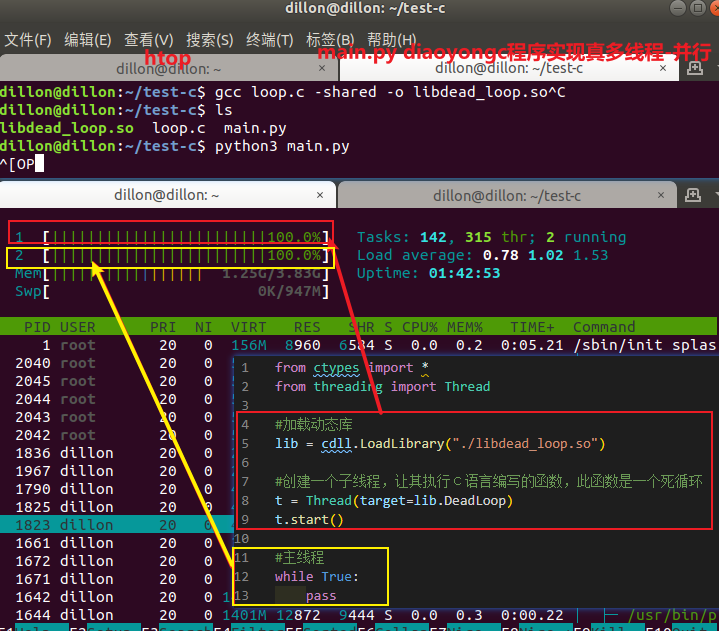 dillon@dillon: ~/test-c
文件(F) 编辑(E) 查看(V) 搜索(S) 终端(T) 标签(B) 帮助(H)
htop
main.py diaoyongc程序实现真多线程-并行
dillon@dillon: ~ × dillon@dillon: ~/test-c ×
dillon@dillon:~/test-c$ gcc loop.c -shared -o libdead_loop.so^C
dillon@dillon:~/test-c$ ls
libdead_loop.so loop.c main.py
dillon@dillon:~/test-c$ python3 main.py
^[OP
dillon@dillon: ~ × dillon@dillon: ~/test-c ×
1 [||||||||||||||||||||||||100.0%] Tasks: 142, 315 thr; 2 running
2 [||||||||||||||||||||||||100.0%] Load average: 0.78 1.02 1.53
Mem[||||||||||||||||| 1.25G/3.83G] Uptime: 01:42:53
Swp[ 0K/947M]
PID USER PRI NI VIRT RES SHR S CPU% MEM% TIME+ Command
1 root 20 0 156M 8960 6584 S 0.0 0.2 0:05.21 /sbin/init splas
2040 root 20 0
2045 root 20 0
2044 root 20 0
2043 root 20 0
2042 root 20 0
1836 dillon 20 0
1967 dillon 20 0
1790 dillon 20 0
1825 dillon 20 0
1823 dillon 20 0
1661 dillon 20 0
1672 dillon 20 0
1671 dillon 20 0
1642 dillon 20 0
1644 dillon 20 0 1401M 12872 9444 S 0.0 0.3 0:00.22 │ ├─ /usr/bin/p
1 from ctypes import *
2 from threading import Thread
3
4 #加载动态库
5 lib = cdll.LoadLibrary("./libdead_loop.so")
6
7 #创建一个子线程，让其执行C语言编写的函数，此函数是一个死循环
8 t = Thread(target=lib.DeadLoop)
9 t.start()
10
11 #主线程
12 while True:
13 pass